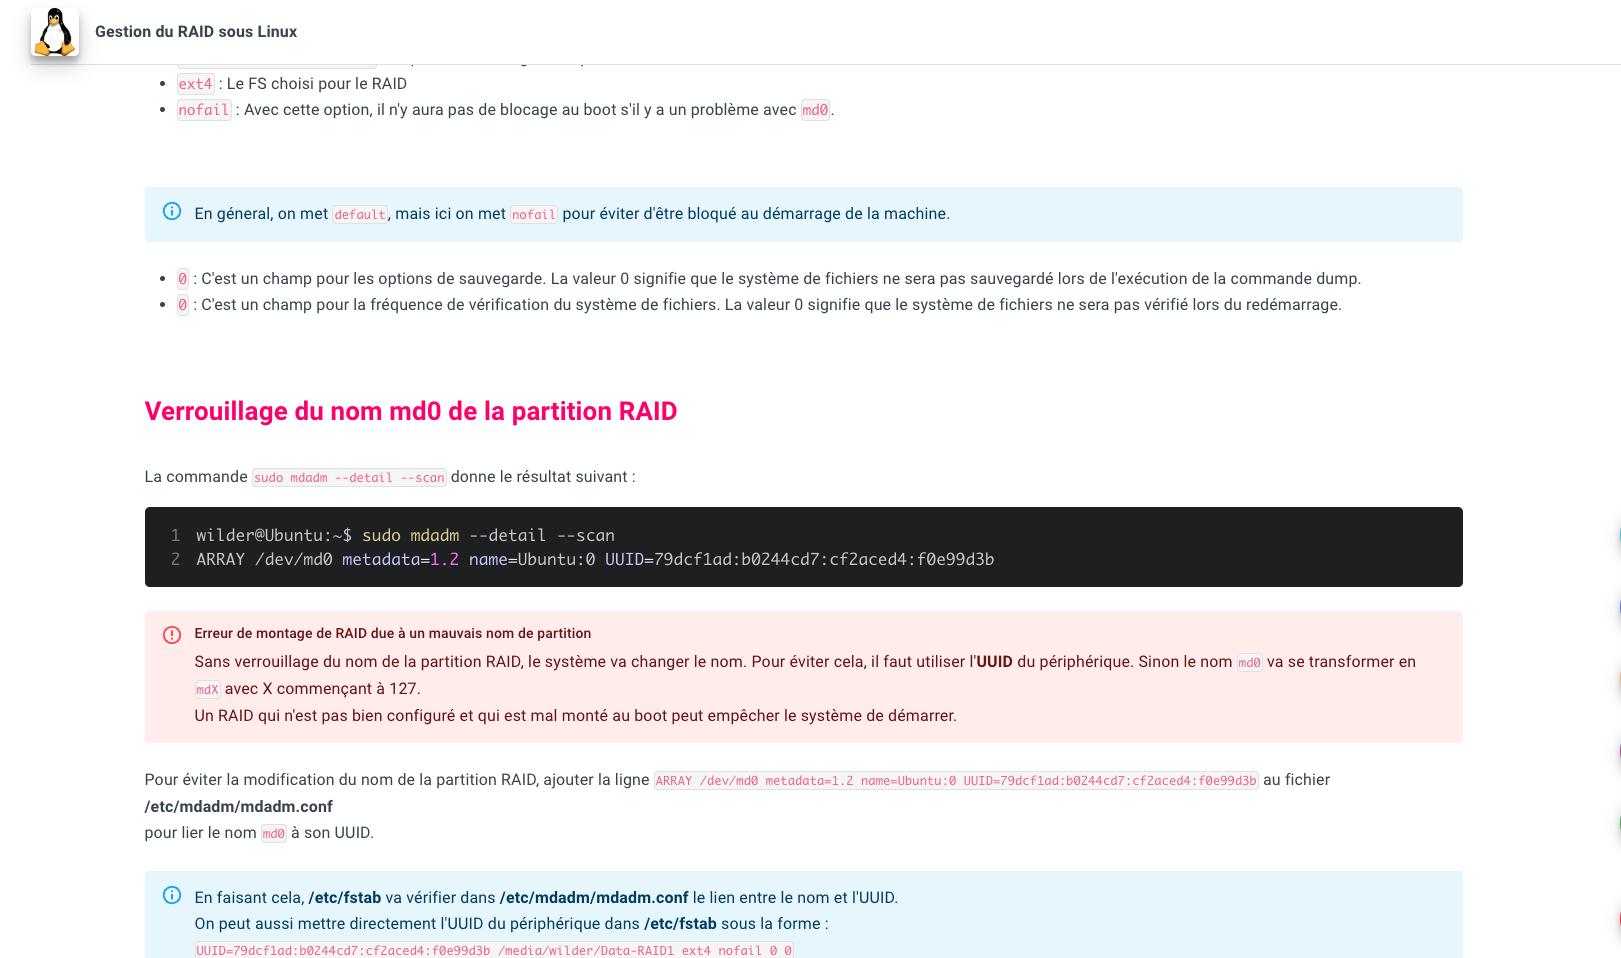 Gestion du RAID sous Linux
ext4 : Le FS choisi pour le RAID
nofail : Avec cette option, il n'y aura pas de blocage au boot s'il y a un problème avec md0.
En géneral, on met default, mais ici on met nofail pour éviter d'être bloqué au démarrage de la machine.
0 : C'est un champ pour les options de sauvegarde. La valeur 0 signifie que le système de fichiers ne sera pas sauvegardé lors de l'exécution de la commande dump.
0 : C'est un champ pour la fréquence de vérification du système de fichiers. La valeur 0 signifie que le système de fichiers ne sera pas vérifié lors du redémarrage.
Verrouillage du nom md0 de la partition RAID
La commande sudo mdadm --detail --scan donne le résultat suivant :
1 wilder@Ubuntu:~$ sudo mdadm --detail --scan
2 ARRAY /dev/md0 metadata=1.2 name=Ubuntu:0 UUID=79dcf1ad:b0244cd7:cf2aced4:f0e99d3b
Erreur de montage de RAID due à un mauvais nom de partition
Sans verrouillage du nom de la partition RAID, le système va changer le nom. Pour éviter cela, il faut utiliser l'UUID du périphérique. Sinon le nom md0 va se transformer en
mdX avec X commençant à 127.
Un RAID qui n'est pas bien configuré et qui est mal monté au boot peut empêcher le système de démarrer.
Pour éviter la modification du nom de la partition RAID, ajouter la ligne ARRAY /dev/md0 metadata=1.2 name=Ubuntu:0 UUID=79dcf1ad:b0244cd7:cf2aced4:f0e99d3b au fichier
/etc/mdadm/mdadm.conf
pour lier le nom md0 à son UUID.
En faisant cela, /etc/fstab va vérifier dans /etc/mdadm/mdadm.conf le lien entre le nom et l'UUID.
On peut aussi mettre directement l'UUID du périphérique dans /etc/fstab sous la forme :
UUID=79dcf1ad:b0244cd7:cf2aced4:f0e99d3b /media/wilder/Data-RAID1 ext4 nofail 0 0